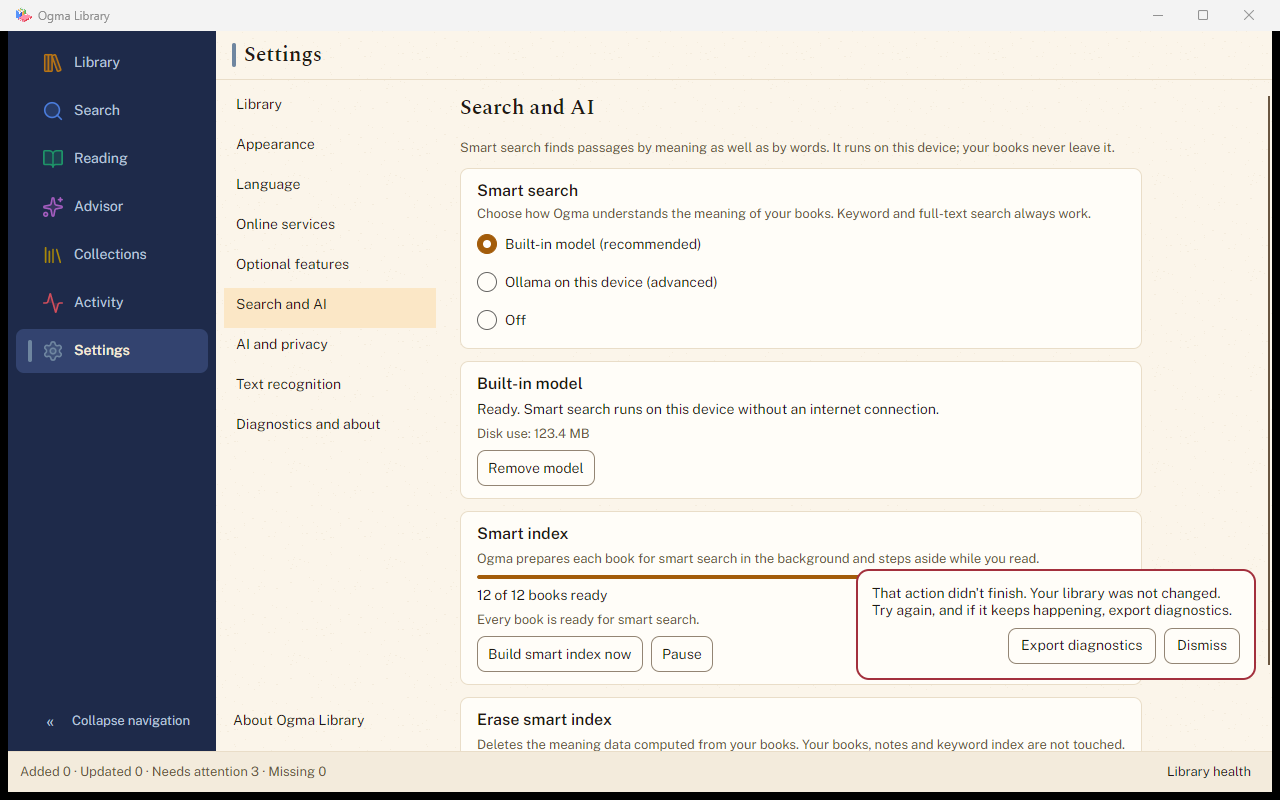 Ogma Library
Library
Search
Reading
Advisor
Collections
Activity
Settings
« Collapse navigation
Settings
Library
Appearance
Language
Online services
Optional features
Search and AI
AI and privacy
Text recognition
Diagnostics and about
About Ogma Library
Search and AI
Smart search finds passages by meaning as well as by words. It runs on this device; your books never leave it.
Smart search
Choose how Ogma understands the meaning of your books. Keyword and full-text search always work.
Built-in model (recommended)
Ollama on this device (advanced)
Off
Built-in model
Ready. Smart search runs on this device without an internet connection.
Disk use: 123.4 MB
Remove model
Smart index
Ogma prepares each book for smart search in the background and steps aside while you read.
12 of 12 books ready
Every book is ready for smart search.
Build smart index now Pause
That action didn't finish. Your library was not changed.
Try again, and if it keeps happening, export diagnostics.
Export diagnostics Dismiss
Erase smart index
Deletes the meaning data computed from your books. Your books, notes and keyword index are not touched.
Added 0 · Updated 0 · Needs attention 3 · Missing 0
Library health